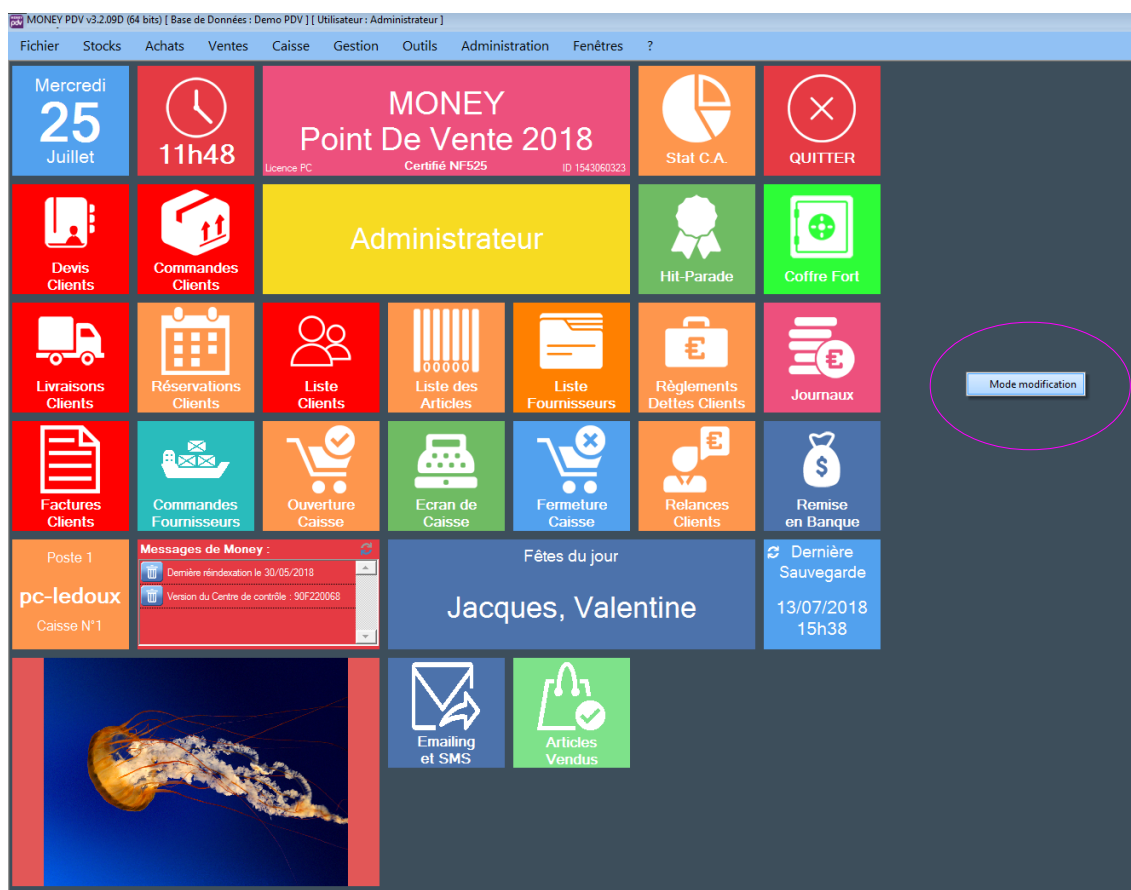 MONEY PDV v3.2.09D (64 bits) [ Base de Données : Demo PDV ] [ Utilisateur : Administrateur ]
Fichier Stocks Achats Ventes Caisse Gestion Outils Administration Fenêtres ?
Mercredi
25
Juillet
11h48
MONEY
Point De Vente 2018
Licence PC Certifié NF525 ID 1543060323
Stat C.A.
QUITTER
Devis
Clients
Commandes
Clients
Administrateur
Hit-Parade
Coffre Fort
Livraisons
Clients
Réservations
Clients
Liste
Clients
Liste des
Articles
Liste
Fournisseurs
Règlements
Dettes Clients
Journaux
Mode modification
Factures
Clients
Commandes
Fournisseurs
Ouverture
Caisse
Ecran de
Caisse
Fermeture
Caisse
Relances
Clients
Remise
en Banque
Poste 1
pc-ledoux
Caisse N°1
Messages de Money :
Dernière réindexation le 30/05/2018
Version du Centre de contrôle : 90F220068
Fêtes du jour
Jacques, Valentine
Dernière
Sauvegarde
13/07/2018
15h38
Emailing
et SMS
Articles
Vendus